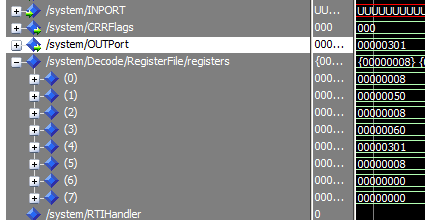 /system/INPORT UU... UUUUUUUUU
/system/CRRFlags 000 000
/system/OUTPort 000... 00000301
/system/Decode/RegisterFile/registers {00... {00000008} {
(0) 000... 00000008
(1) 000... 00000050
(2) 000... 00000008
(3) 000... 00000060
(4) 000... 00000301
(5) 000... 00000008
(6) 000... 00000000
(7) 000... 00000000
/system/RTIHandler 0